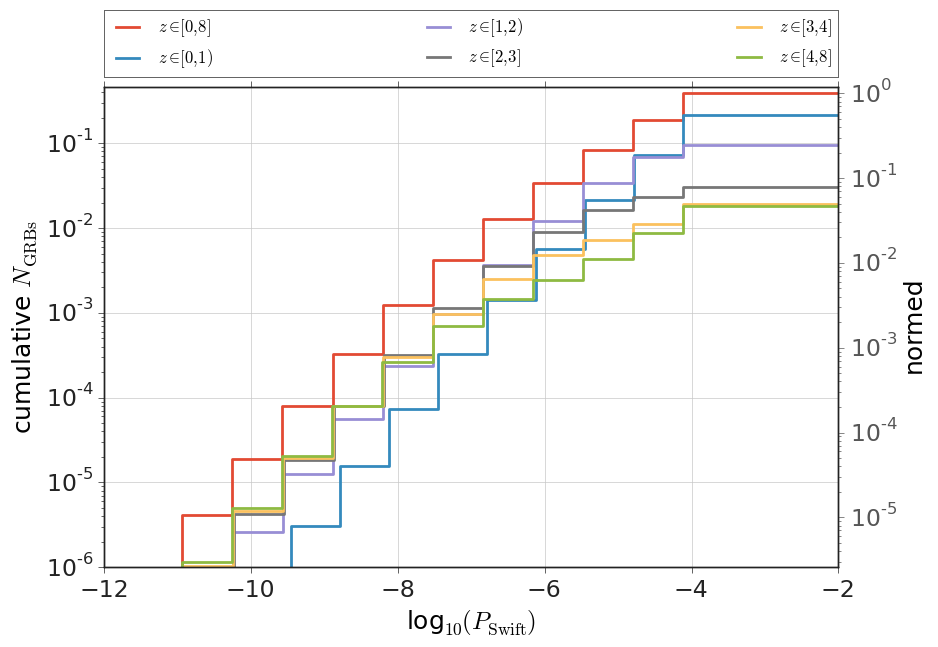 z∈[0,8] z∈[1,2) z∈[3,4]
z∈[0,1) z∈[2,3] z∈[4,8]
10^0
10^-1
10^-1
10^-2
10^-2
10^-3
10^-3
10^-4
10^-4
10^-5
10^-5
10^-6
cumulative N_GRBs
normed
−12 −10 −8 −6 −4 −2
log_10(P_Swift)